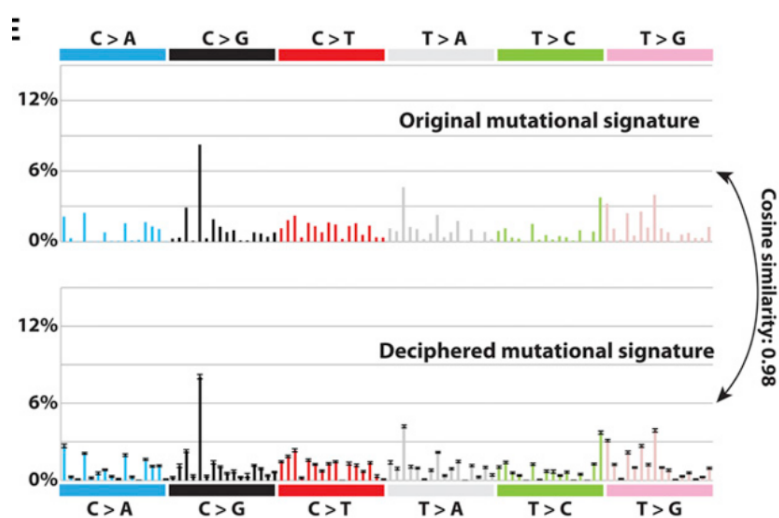 E
C > A C > G C > T T > A T > C T > G
12%
Original mutational signature
6%
0%
Cosine similarity: 0.98
12%
Deciphered mutational signature
6%
0%
C > A C > G C > T T > A T > C T > G